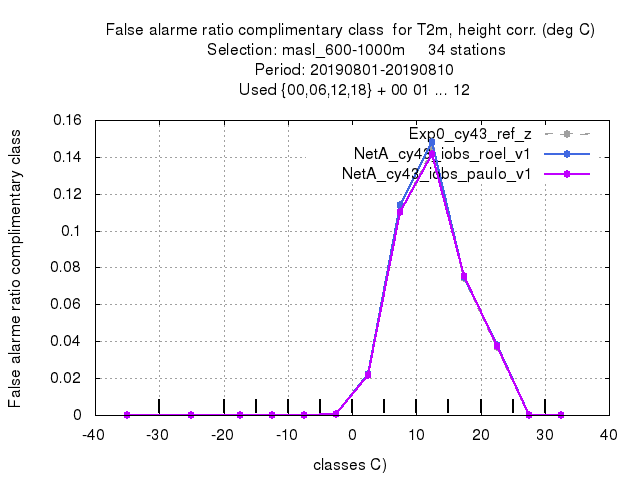 False alarme ratio complimentary class  for T2m, height corr. (deg C)
Selection: masl_600-1000m     34 stations
Period: 20190801-20190810
Used {00,06,12,18} + 00 01 ... 12
Exp0_cy43_ref_z
NetA_cy43_iobs_roel_v1
NetA_cy43_iobs_paulo_v1
False alarme ratio complimentary class
0.16
0.14
0.12
0.1
0.08
0.06
0.04
0.02
0
-40 -30 -20 -10 0 10 20 30 40
classes C)